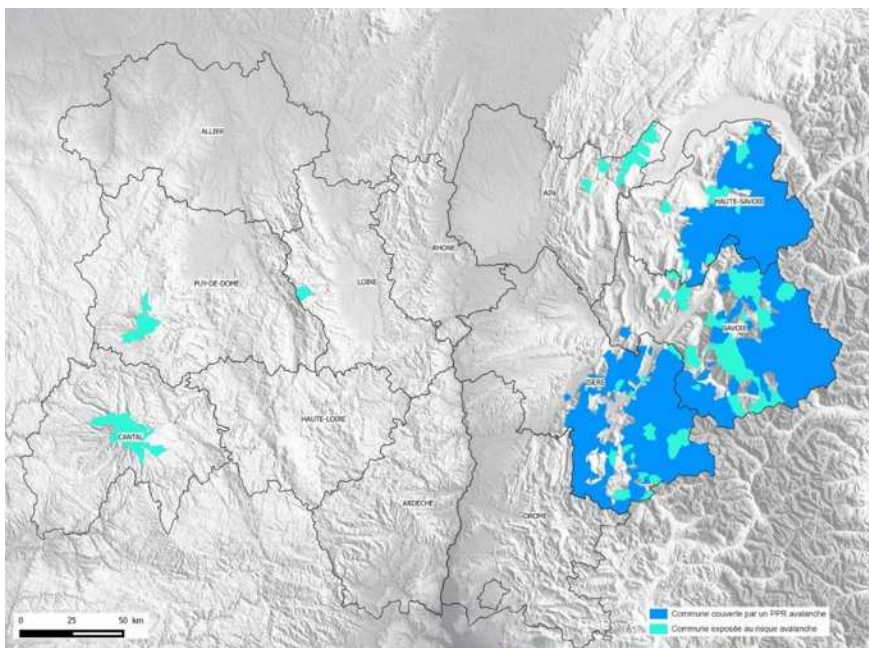 ALLIER
AIN
HAUTE-SAVOIE
RHONE
PUY-DE-DOME
LOIRE
SAVOIE
ISERE
HAUTE-LOIRE
CANTAL
ARDECHE
DROME
0 25 50 km
Commune couverte par un PPR avalanche
Commune exposée au risque avalanche